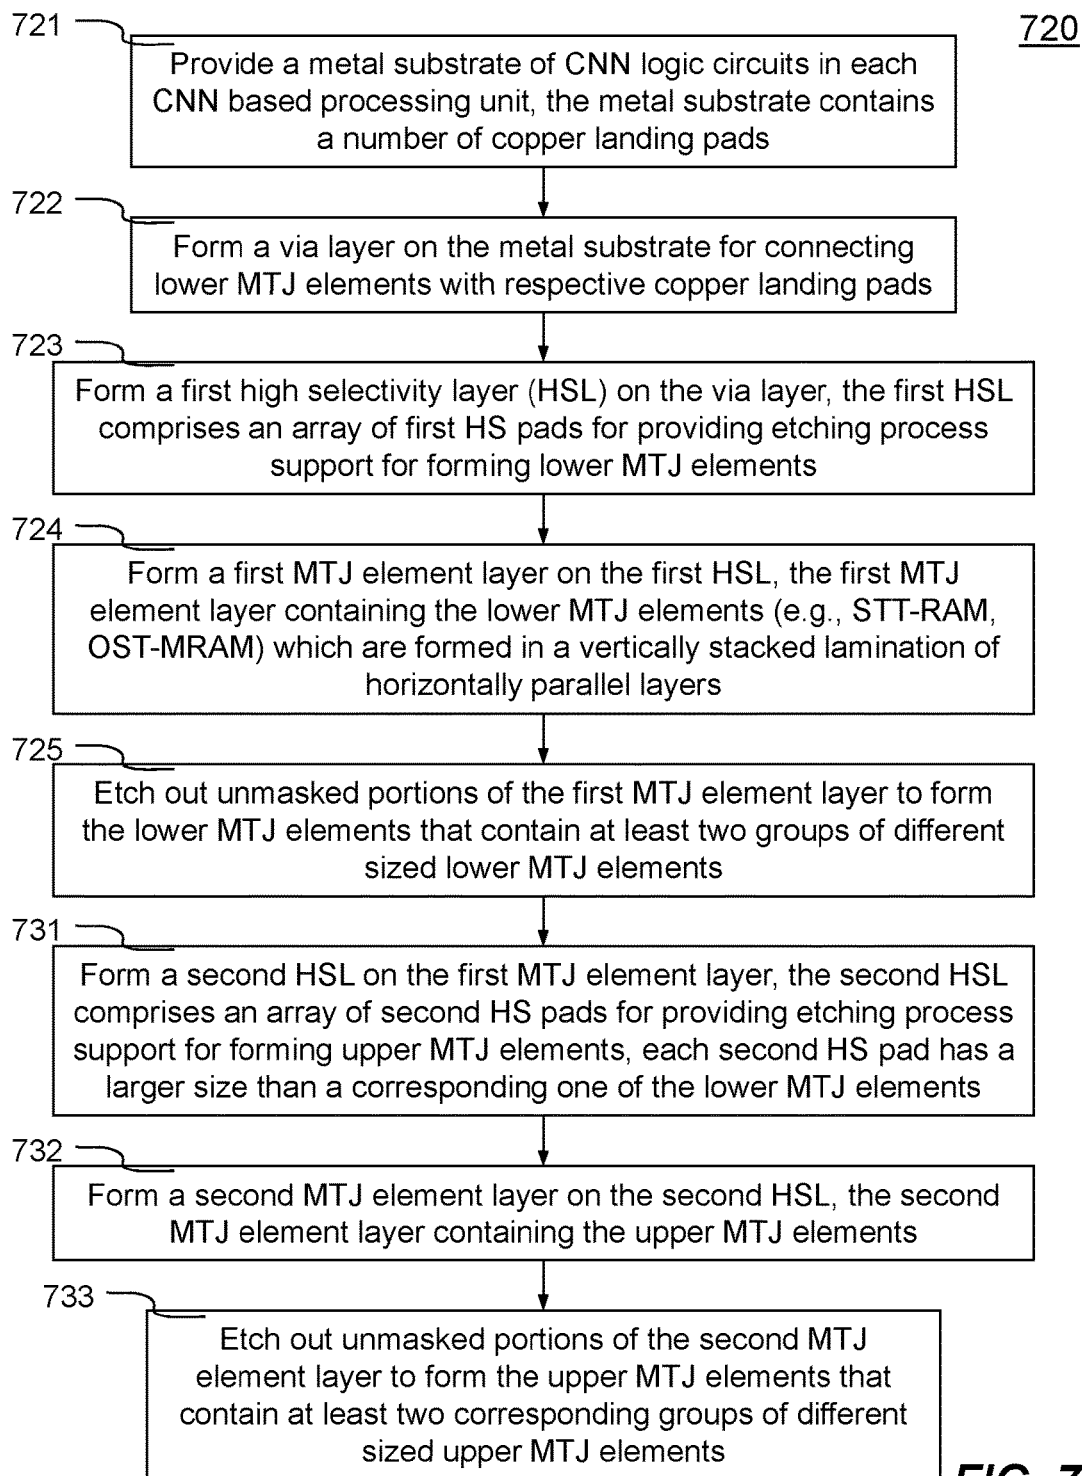 721
720
Provide a metal substrate of CNN logic circuits in each
CNN based processing unit, the metal substrate contains
a number of copper landing pads
722
Form a via layer on the metal substrate for connecting
lower MTJ elements with respective copper landing pads
723
Form a first high selectivity layer (HSL) on the via layer, the first HSL
comprises an array of first HS pads for providing etching process
support for forming lower MTJ elements
724
Form a first MTJ element layer on the first HSL, the first MTJ
element layer containing the lower MTJ elements (e.g., STT-RAM,
OST-MRAM) which are formed in a vertically stacked lamination of
horizontally parallel layers
725
Etch out unmasked portions of the first MTJ element layer to form
the lower MTJ elements that contain at least two groups of different
sized lower MTJ elements
731
Form a second HSL on the first MTJ element layer, the second HSL
comprises an array of second HS pads for providing etching process
support for forming upper MTJ elements, each second HS pad has a
larger size than a corresponding one of the lower MTJ elements
732
Form a second MTJ element layer on the second HSL, the second
MTJ element layer containing the upper MTJ elements
733
Etch out unmasked portions of the second MTJ
element layer to form the upper MTJ elements that
contain at least two corresponding groups of different
sized upper MTJ elements
FIG. 7